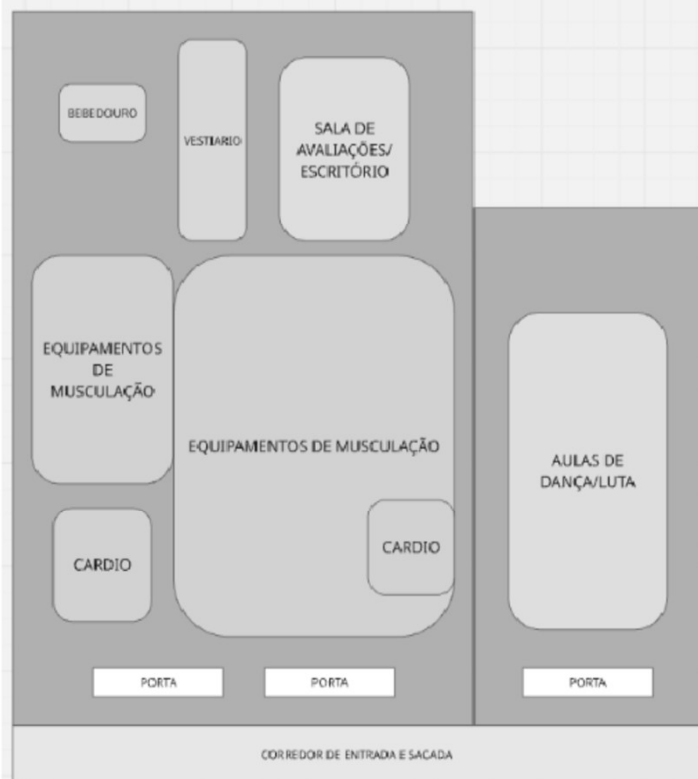 BEBEDOURO
VESTIARIO
SALA DE
AVALIAÇÕES/
ESCRITÓRIO
EQUIPAMENTOS
DE
MUSCULAÇÃO
EQUIPAMENTOS DE MUSCULAÇÃO
AULAS DE
DANÇA/LUTA
CARDIO
CARDIO
PORTA
PORTA
PORTA
CORREDOR DE ENTRADA E SACADA